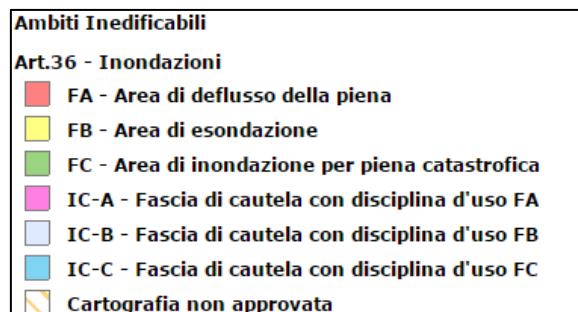 Ambiti Inedificabili
Art.36 - Inondazioni
FA - Area di deflusso della piena
FB - Area di esondazione
FC - Area di inondazione per piena catastrofica
IC-A - Fascia di cautela con disciplina d'uso FA
IC-B - Fascia di cautela con disciplina d'uso FB
IC-C - Fascia di cautela con disciplina d'uso FC
Cartografia non approvata